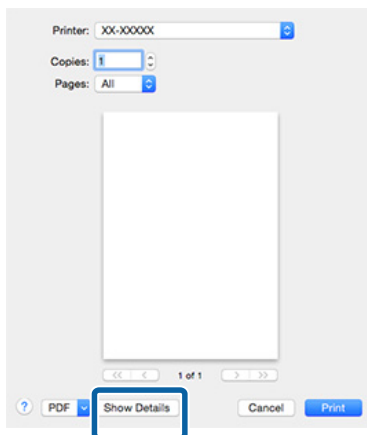 Printer: XX-XXXXX
Copies: 1
Pages: All
<< < 1 of 1 > >>
? PDF Show Details Cancel Print